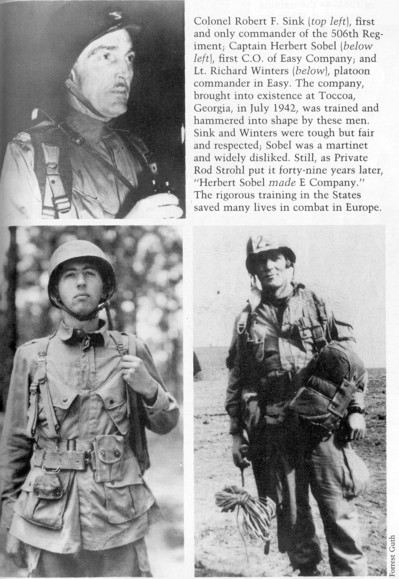 Colonel Robert F. Sink (top left), first
and only commander of the 506th Reg-
iment; Captain Herbert Sobel (below
left), first C.O. of Easy Company; and
Lt. Richard Winters (below), platoon
commander in Easy. The company,
brought into existence at Toccoa,
Georgia, in July 1942, was trained and
hammered into shape by these men.
Sink and Winters were tough but fair
and respected; Sobel was a martinet
and widely disliked. Still, as Private
Rod Strohl put it forty-nine years later,
"Herbert Sobel made E Company."
The rigorous training in the States
saved many lives in combat in Europe.
Forrest Guth